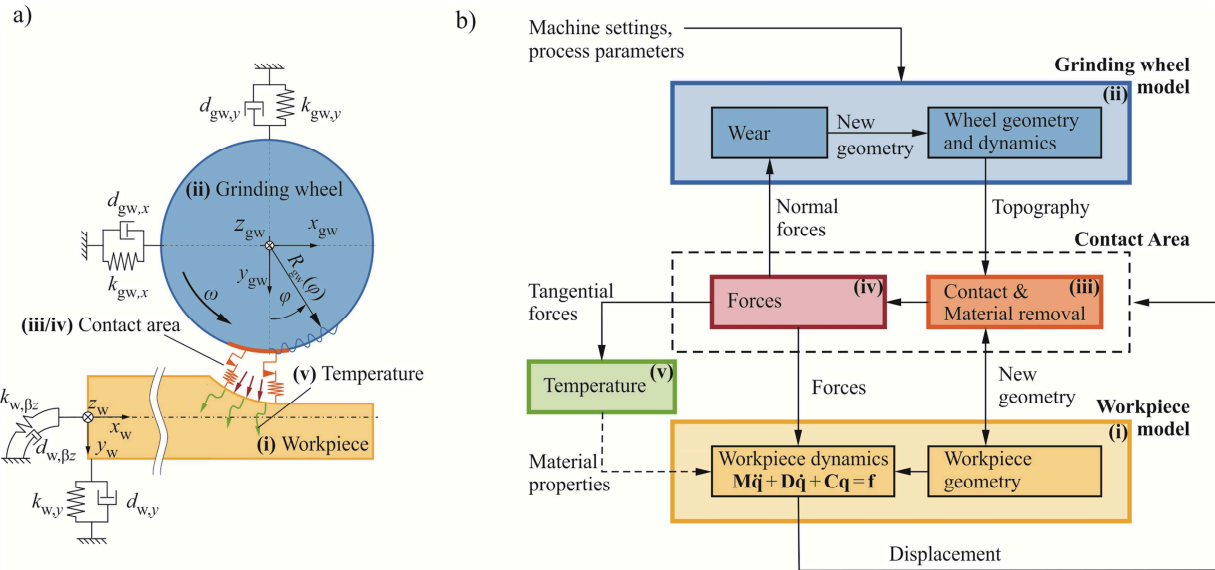 a)
d_gw,y
k_gw,y
(ii) Grinding wheel
d_gw,x
z_gw
x_gw
y_gw
R_gw(φ)
k_gw,x
φ
ω
(iii/iv) Contact area
(v) Temperature
k_w,βz
z_w
x_w
d_w,βz
y_w
(i) Workpiece
k_w,y
d_w,y
b)
Machine settings,
process parameters
Grinding wheel
model
(ii)
Wear
New
geometry
Wheel geometry
and dynamics
Normal
forces
Topography
Contact Area
Tangential
forces
Forces
(iv)
Contact &
Material removal
(iii)
Temperature
(v)
Forces
New
geometry
Workpiece
model
(i)
Material
properties
Workpiece dynamics
Mq̈ + Dq̇ + Cq = f
Workpiece
geometry
Displacement